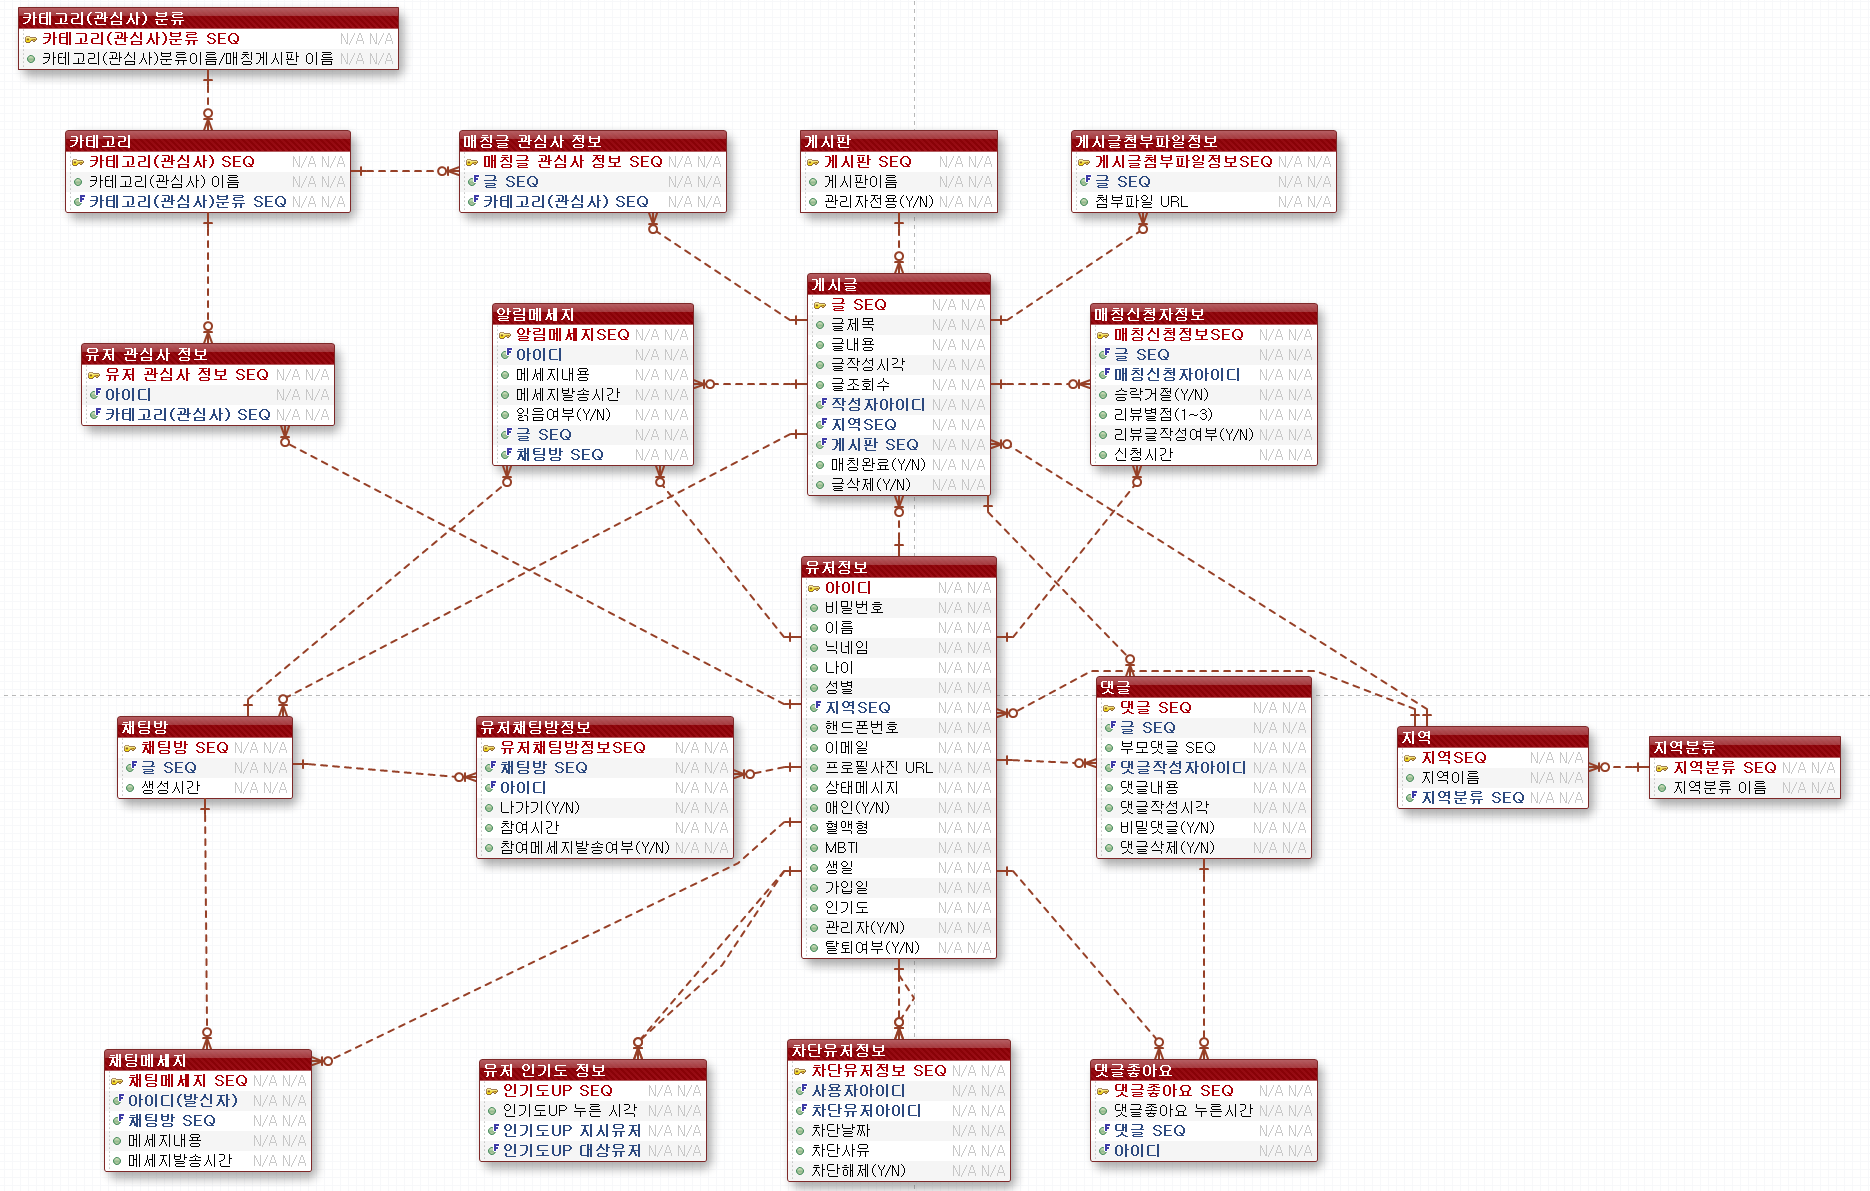 카테고리(관심사) 분류
카테고리(관심사)분류 SEQ N/A N/A
카테고리(관심사)분류이름/매칭게시판 이름 N/A N/A
카테고리
카테고리(관심사) SEQ N/A N/A
카테고리(관심사) 이름 N/A N/A
카테고리(관심사)분류 SEQ N/A N/A
매칭글 관심사 정보
매칭글 관심사 정보 SEQ N/A N/A
글 SEQ N/A N/A
카테고리(관심사) SEQ N/A N/A
게시판
게시판 SEQ N/A N/A
게시판이름 N/A N/A
관리자전용(Y/N) N/A N/A
게시글첨부파일정보
게시글첨부파일정보SEQ N/A N/A
글 SEQ N/A N/A
첨부파일 URL N/A N/A
유저 관심사 정보
유저 관심사 정보 SEQ N/A N/A
아이디 N/A N/A
카테고리(관심사) SEQ N/A N/A
알림메세지
알림메세지SEQ N/A N/A
아이디 N/A N/A
메세지내용 N/A N/A
메세지발송시간 N/A N/A
읽음여부(Y/N) N/A N/A
글 SEQ N/A N/A
채팅방 SEQ N/A N/A
게시글
글 SEQ N/A N/A
글제목 N/A N/A
글내용 N/A N/A
글작성시각 N/A N/A
글조회수 N/A N/A
작성자아이디 N/A N/A
지역SEQ N/A N/A
게시판 SEQ N/A N/A
매칭완료(Y/N) N/A N/A
글삭제(Y/N) N/A N/A
매칭신청자정보
매칭신청정보SEQ N/A N/A
글 SEQ N/A N/A
매칭신청자아이디 N/A N/A
승락거절(Y/N) N/A N/A
리뷰별점(1~3) N/A N/A
리뷰글작성여부(Y/N) N/A N/A
신청시간 N/A N/A
유저정보
아이디 N/A N/A
비밀번호 N/A N/A
이름 N/A N/A
닉네임 N/A N/A
나이 N/A N/A
성별 N/A N/A
지역SEQ N/A N/A
핸드폰번호 N/A N/A
이메일 N/A N/A
프로필사진 URL N/A N/A
상태메시지 N/A N/A
애인(Y/N) N/A N/A
혈액형 N/A N/A
MBTI N/A N/A
생일 N/A N/A
가입일 N/A N/A
인기도 N/A N/A
관리자(Y/N) N/A N/A
탈퇴여부(Y/N) N/A N/A
채팅방
채팅방 SEQ N/A N/A
글 SEQ N/A N/A
생성시간 N/A N/A
유저채팅방정보
유저채팅방정보SEQ N/A N/A
채팅방 SEQ N/A N/A
아이디 N/A N/A
나가기(Y/N) N/A N/A
참여시간 N/A N/A
참여메세지발송여부(Y/N) N/A N/A
댓글
댓글 SEQ N/A N/A
글 SEQ N/A N/A
부모댓글 SEQ N/A N/A
댓글작성자아이디 N/A N/A
댓글내용 N/A N/A
댓글작성시각 N/A N/A
비밀댓글(Y/N) N/A N/A
댓글삭제(Y/N) N/A N/A
지역
지역SEQ N/A N/A
지역이름 N/A N/A
지역분류 SEQ N/A N/A
지역분류
지역분류 SEQ N/A N/A
지역분류 이름 N/A N/A
채팅메세지
채팅메세지 SEQ N/A N/A
아이디(발신자) N/A N/A
채팅방 SEQ N/A N/A
메세지내용 N/A N/A
메세지발송시간 N/A N/A
유저 인기도 정보
인기도UP SEQ N/A N/A
인기도UP 누른 시각 N/A N/A
인기도UP 지시유저 N/A N/A
인기도UP 대상유저 N/A N/A
차단유저정보
차단유저정보 SEQ N/A N/A
사용자아이디 N/A N/A
차단유저아이디 N/A N/A
차단날짜 N/A N/A
차단사유 N/A N/A
차단해제(Y/N) N/A N/A
댓글좋아요
댓글좋아요 SEQ N/A N/A
댓글좋아요 누른시간 N/A N/A
댓글 SEQ N/A N/A
아이디 N/A N/A